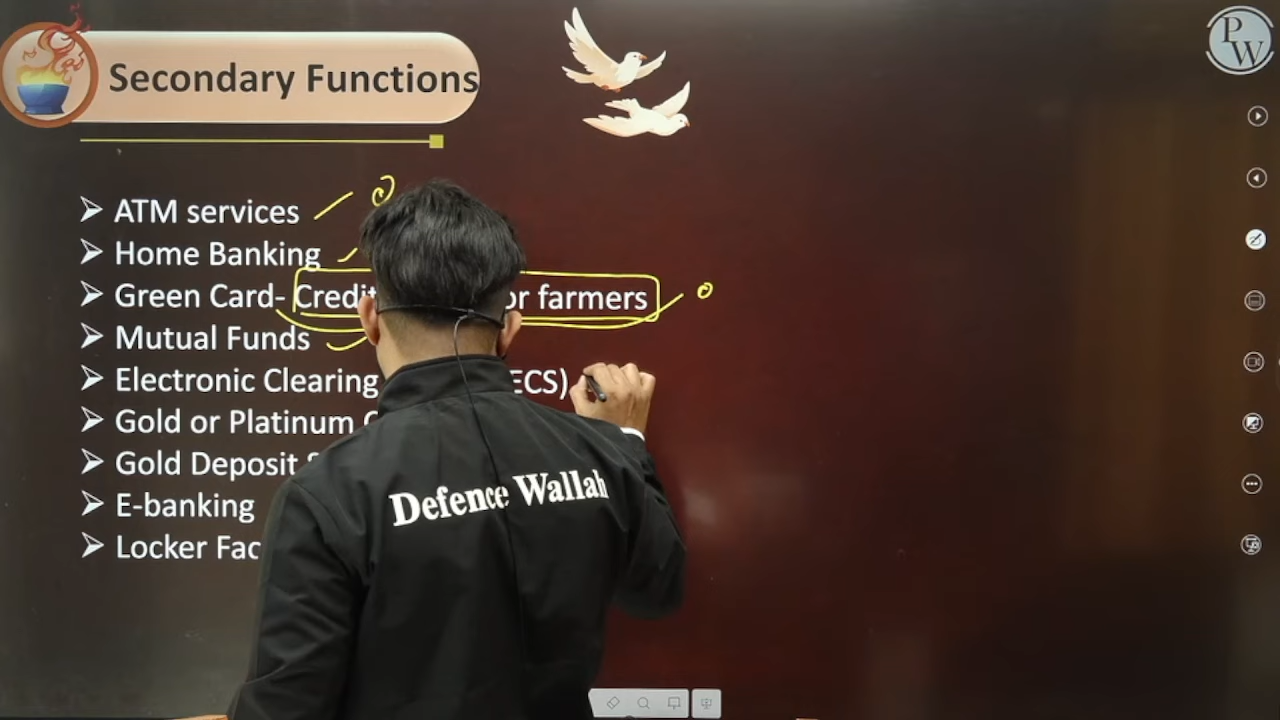 Secondary Functions
PW
ATM services
Home Banking
Green Card- Credit or farmers
Mutual Funds
Electronic Clearing ECS)
Gold or Platinum
Gold Deposit
E-banking
Locker Fac
Defence Wallah